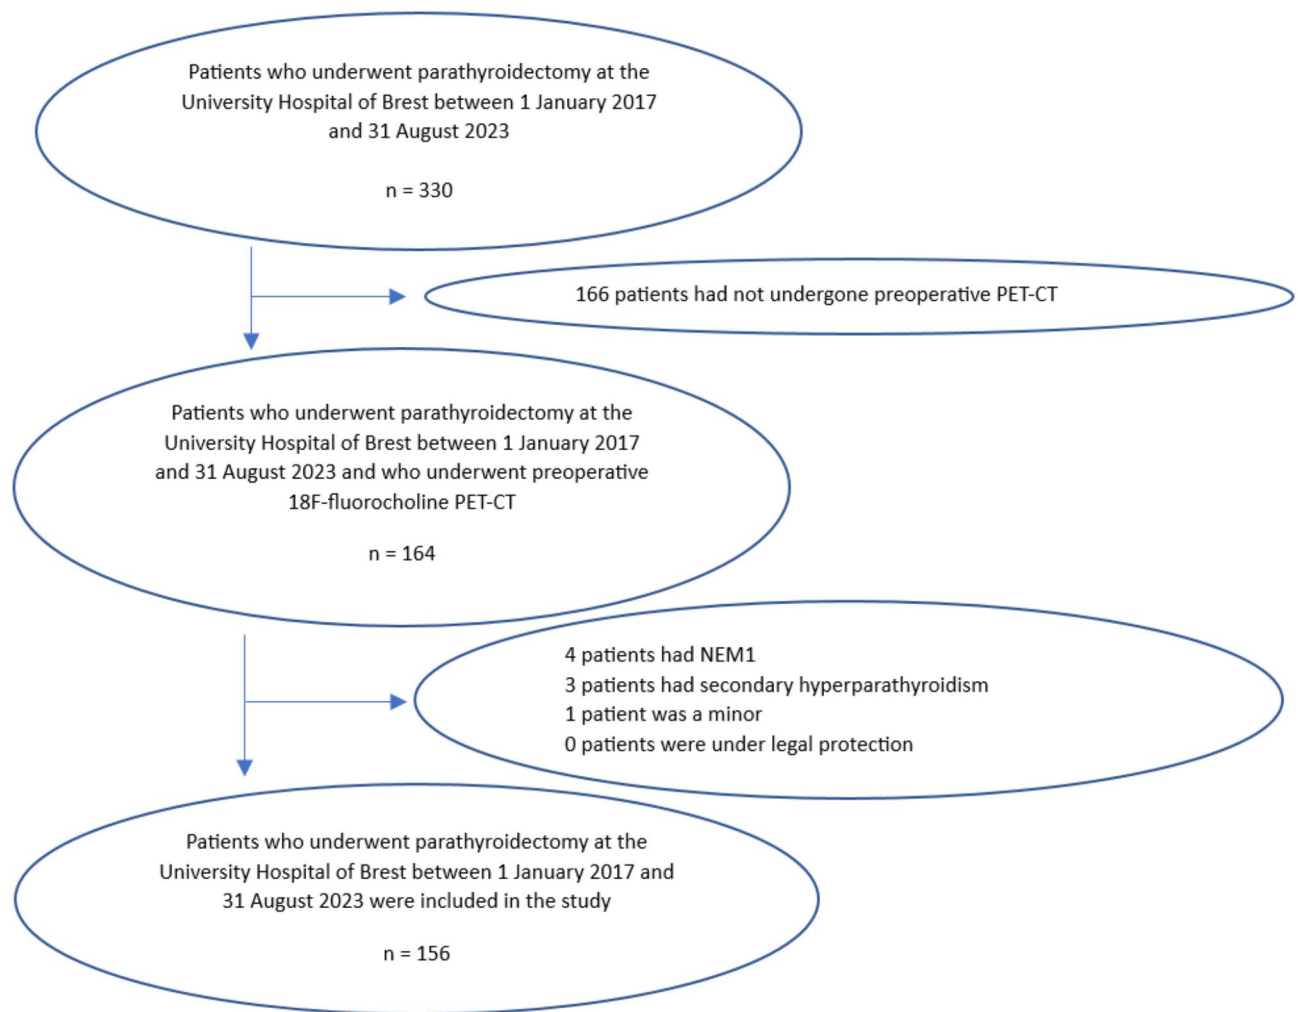 Patients who underwent parathyroidectomy at the
University Hospital of Brest between 1 January 2017
and 31 August 2023
n = 330
166 patients had not undergone preoperative PET-CT
Patients who underwent parathyroidectomy at the
University Hospital of Brest between 1 January 2017
and 31 August 2023 and who underwent preoperative
18F-fluorocholine PET-CT
n = 164
4 patients had NEM1
3 patients had secondary hyperparathyroidism
1 patient was a minor
0 patients were under legal protection
Patients who underwent parathyroidectomy at the
University Hospital of Brest between 1 January 2017 and
31 August 2023 were included in the study
n = 156